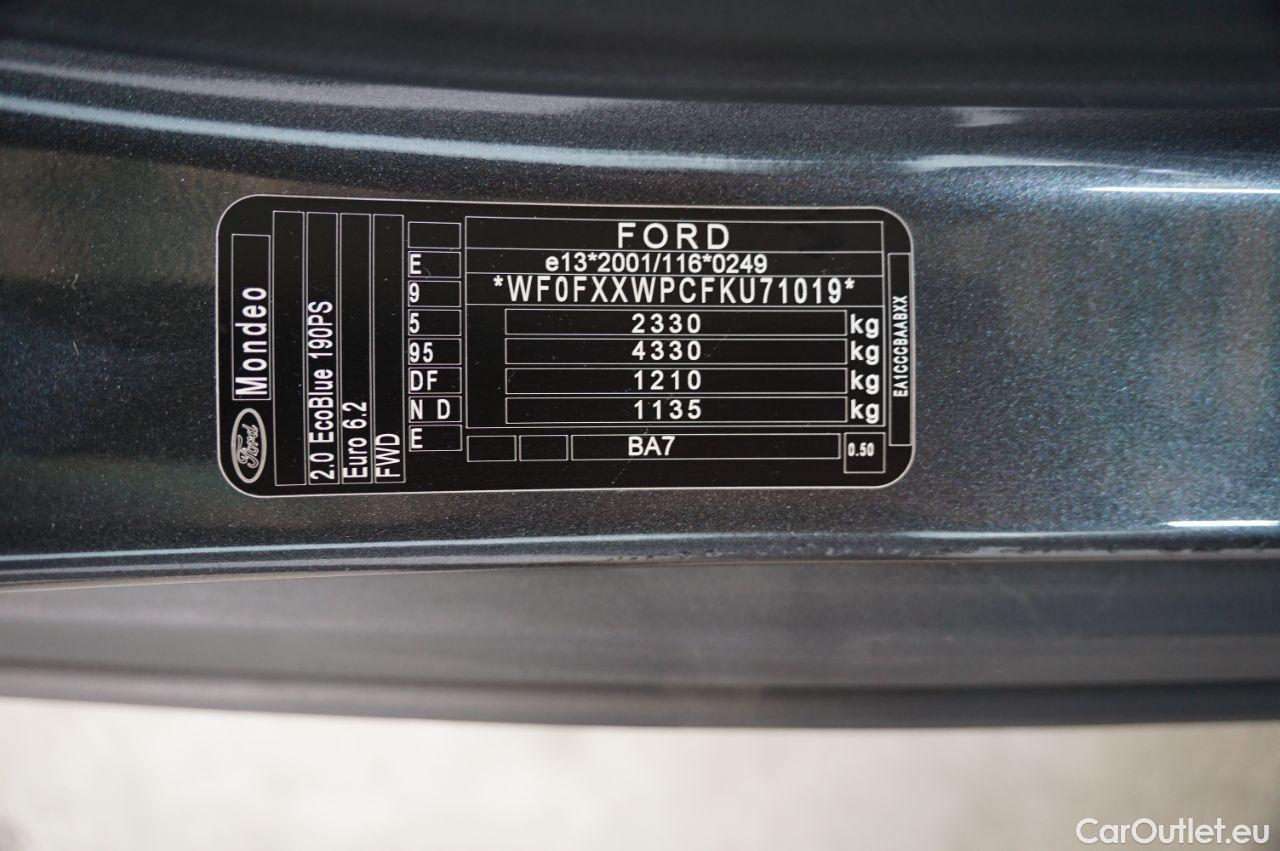 Ford
Mondeo
2.0 EcoBlue 190PS
Euro 6.2
FWD
E
9
5
95
DF
N D
E
FORD
e13*2001/116*0249
*WF0FXXWPCFKU71019*
2330 kg
4330 kg
1210 kg
1135 kg
BA7
0.50
EA1CCCBAABXX
CarOutlet.eu